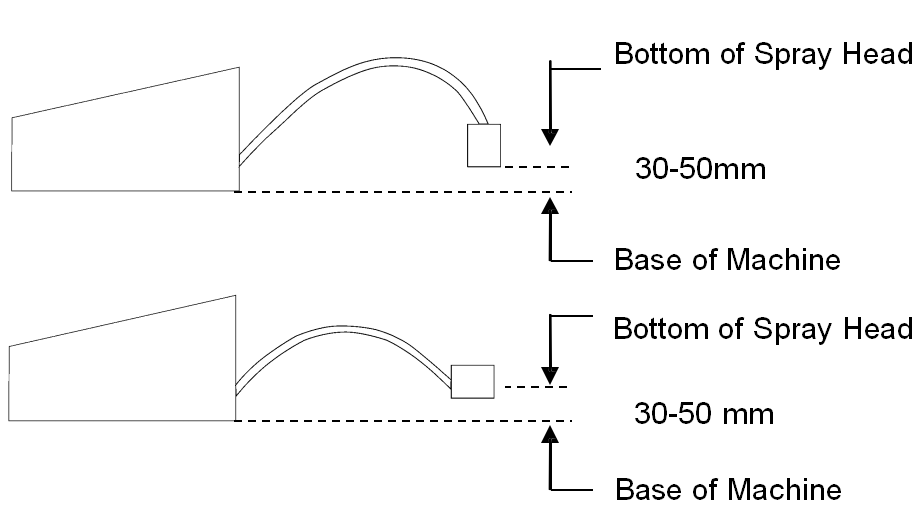 Bottom of Spray Head
30-50mm
Base of Machine
Bottom of Spray Head
30-50 mm
Base of Machine